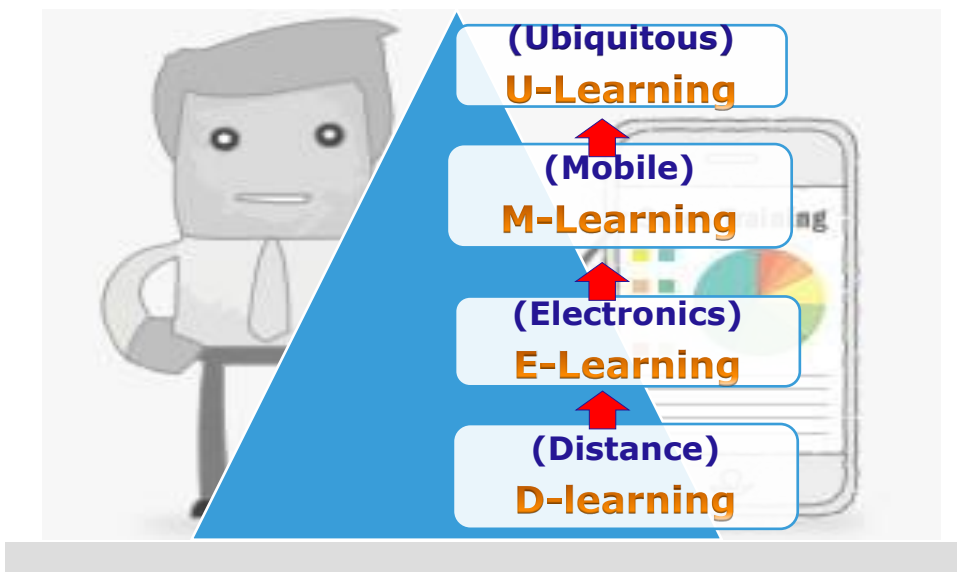 (Ubiquitous)
U-Learning
(Mobile)
M-Learning
(Electronics)
E-Learning
(Distance)
D-learning